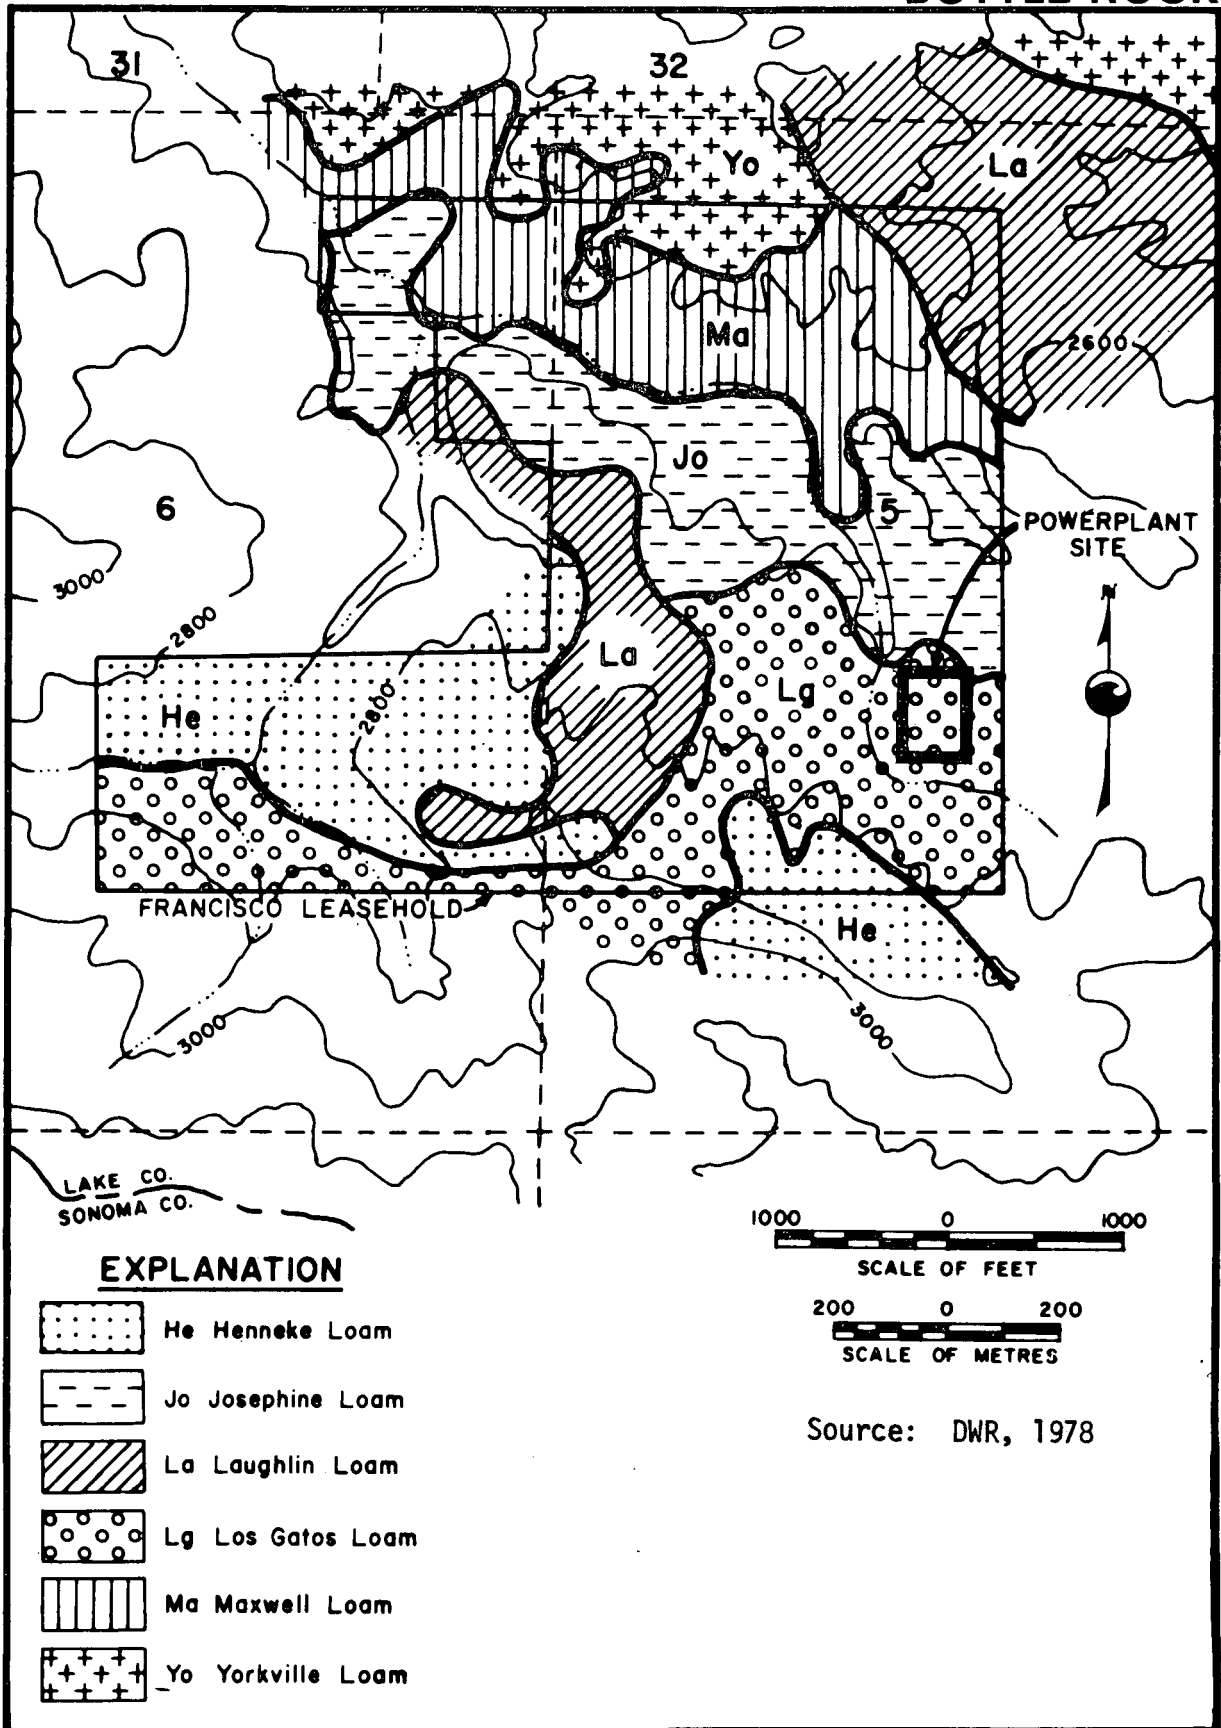 31
32
Yo
La
Ma
2600
Jo
6
5
POWERPLANT
SITE
3000
N
2800
La
He
2800
Lg
FRANCISCO LEASEHOLD
He
3000
3000
LAKE CO.
SONOMA CO.
1000 0 1000
SCALE OF FEET
200 0 200
SCALE OF METRES
Source: DWR, 1978
EXPLANATION
He Henneke Loam
Jo Josephine Loam
La Laughlin Loam
Lg Los Gatos Loam
Ma Maxwell Loam
Yo Yorkville Loam